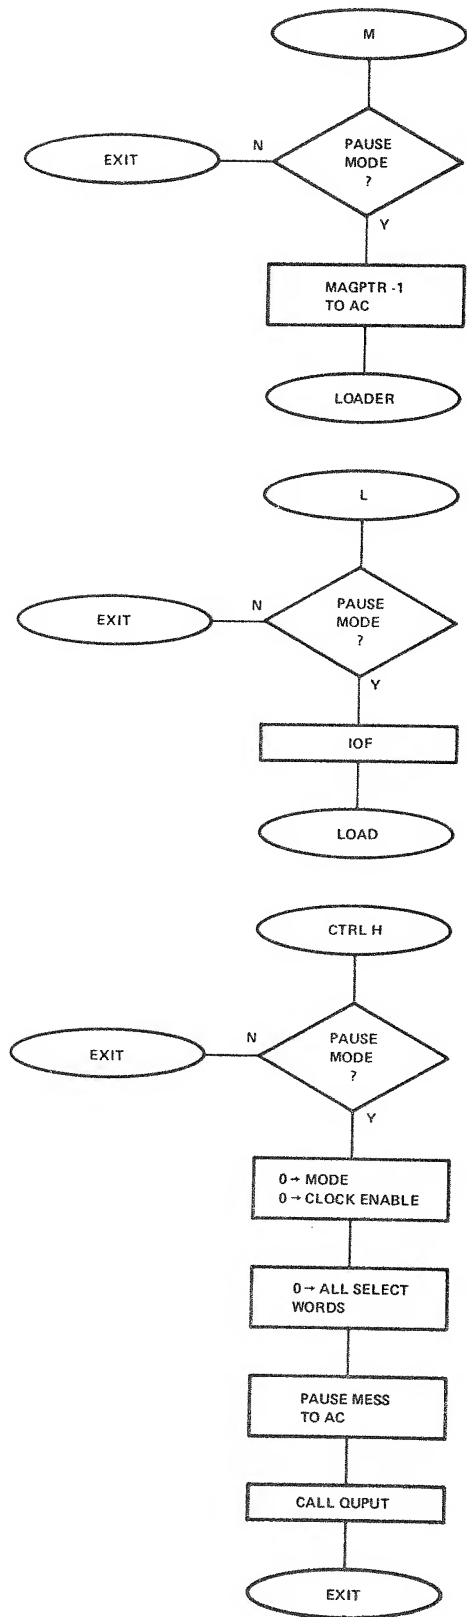 M
PAUSE
MODE
?
N
EXIT
Y
MAGPTR -1
TO AC
LOADER
L
PAUSE
MODE
?
N
EXIT
Y
IOF
LOAD
CTRL H
PAUSE
MODE
?
N
EXIT
Y
0→ MODE
0→ CLOCK ENABLE
0→ ALL SELECT
WORDS
PAUSE MESS
TO AC
CALL QUPUT
EXIT